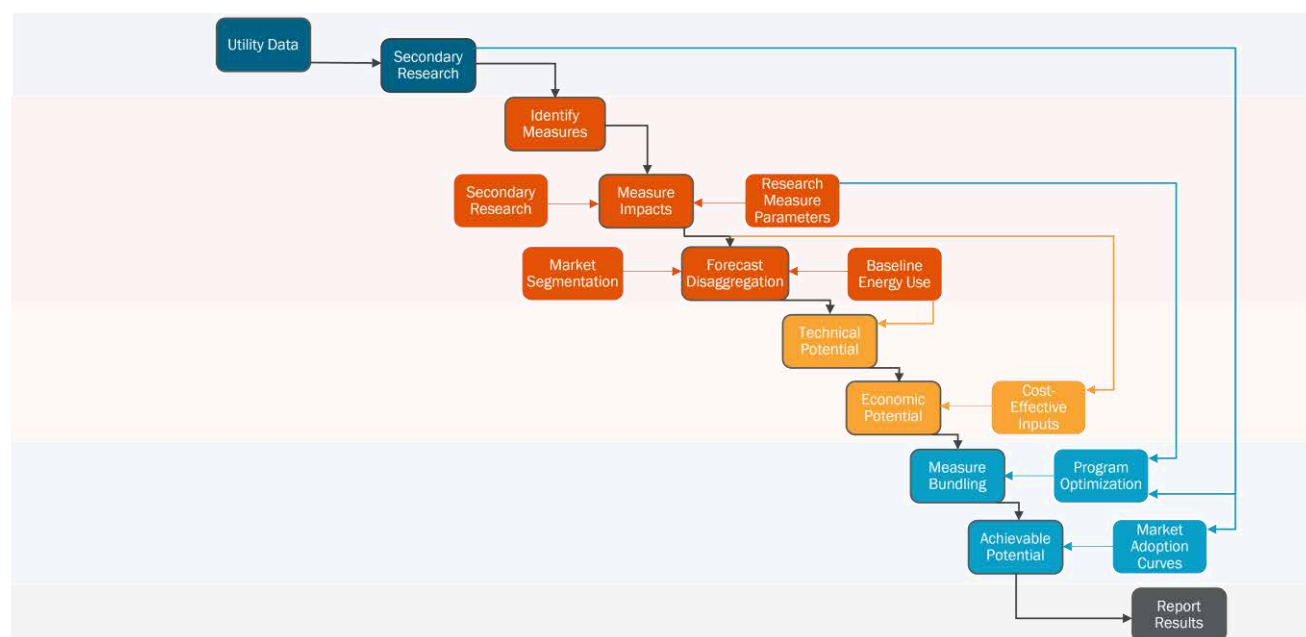 Utility Data
Secondary
Research
Identify
Measures
Secondary
Research
Measure
Impacts
Research
Measure
Parameters
Market
Segmentation
Forecast
Disaggregation
Baseline
Energy Use
Technical
Potential
Economic
Potential
Cost-
Effective
Inputs
Measure
Bundling
Program
Optimization
Achievable
Potential
Market
Adoption
Curves
Report
Results